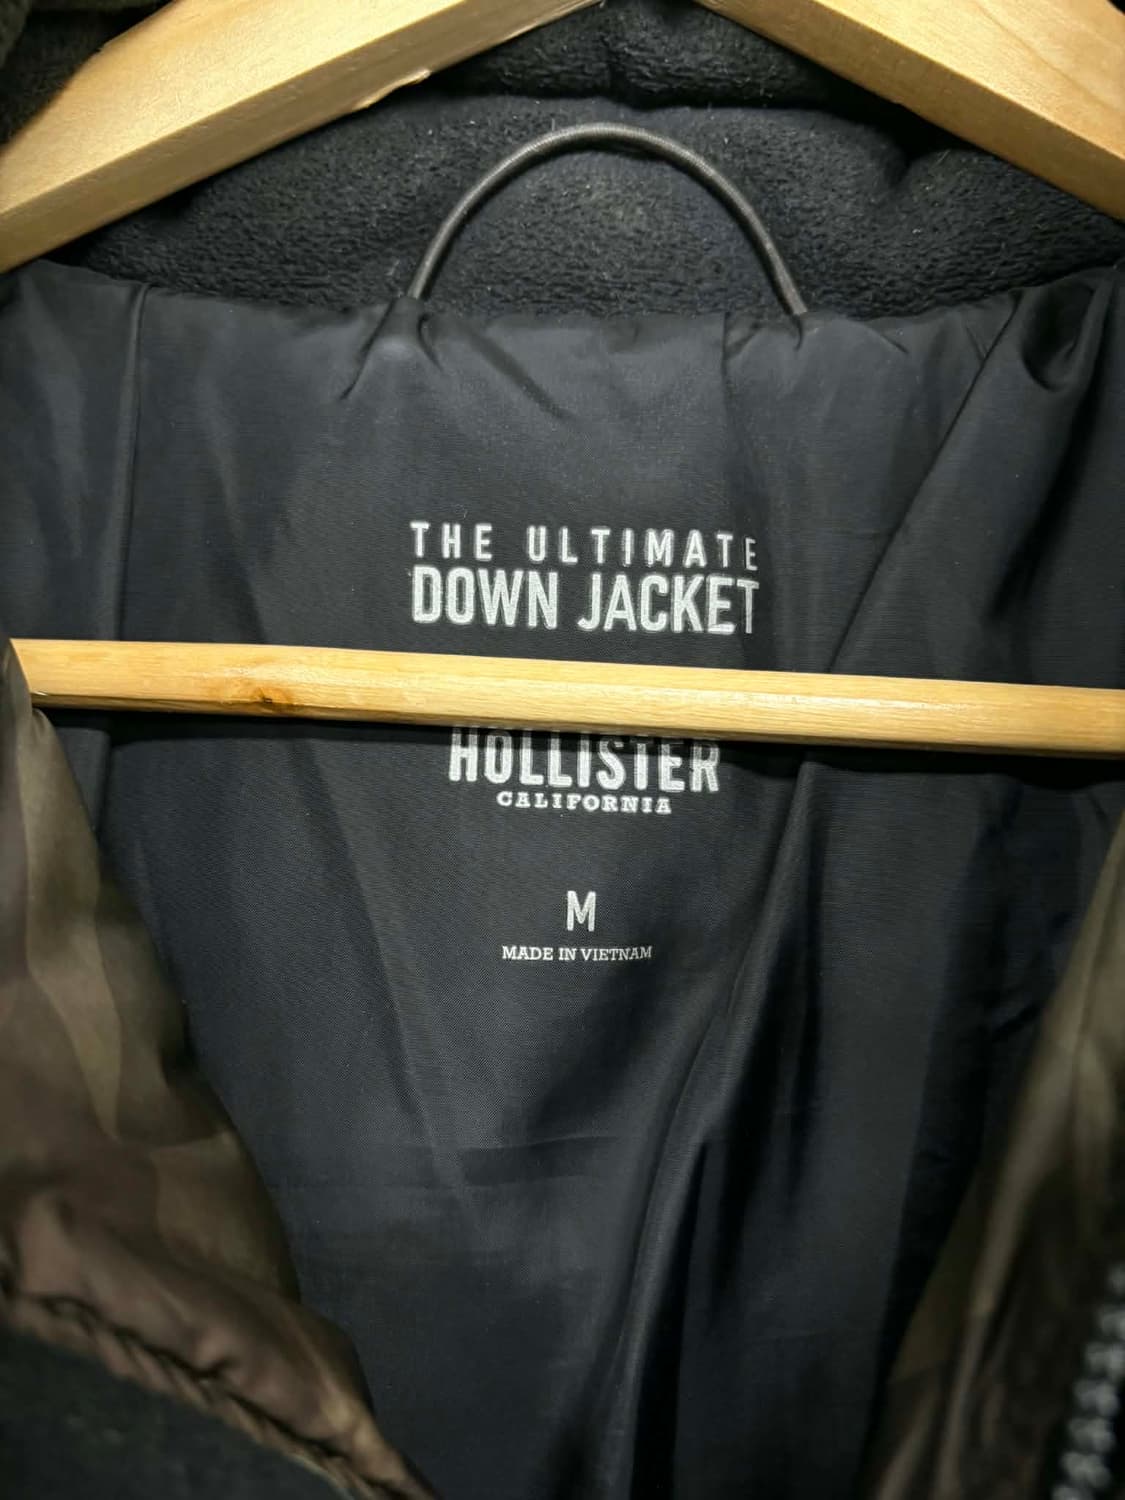 THE ULTIMATE
DOWN JACKET
HOLLISTER
CALIFORNIA
M
MADE IN VIETNAM